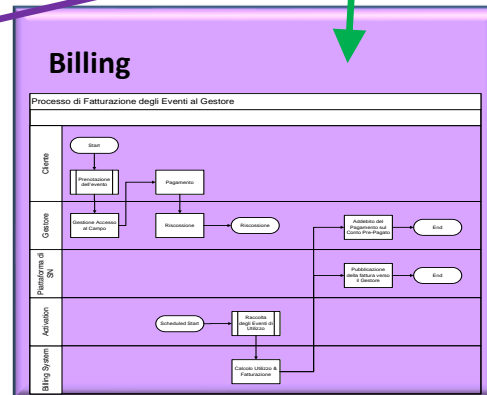 Billing
Processo di Fatturazione degli Eventi al Gestore
Cliente
Start
Prenotazione
dell'evento
Pagamento
Gestore
Gestione Accesso
al Campo
Riscossione
Riscossione
Addebito del
Pagamento sul
Conto Pre-Pagato
End
Piattaforma di
SN
Pubblicazione
della fattura verso
il Gestore
End
Activation
Scheduled Start
Raccolta
degli Eventi di
Utilizzo
Billing System
Calcolo Utilizzo &
Fatturazione